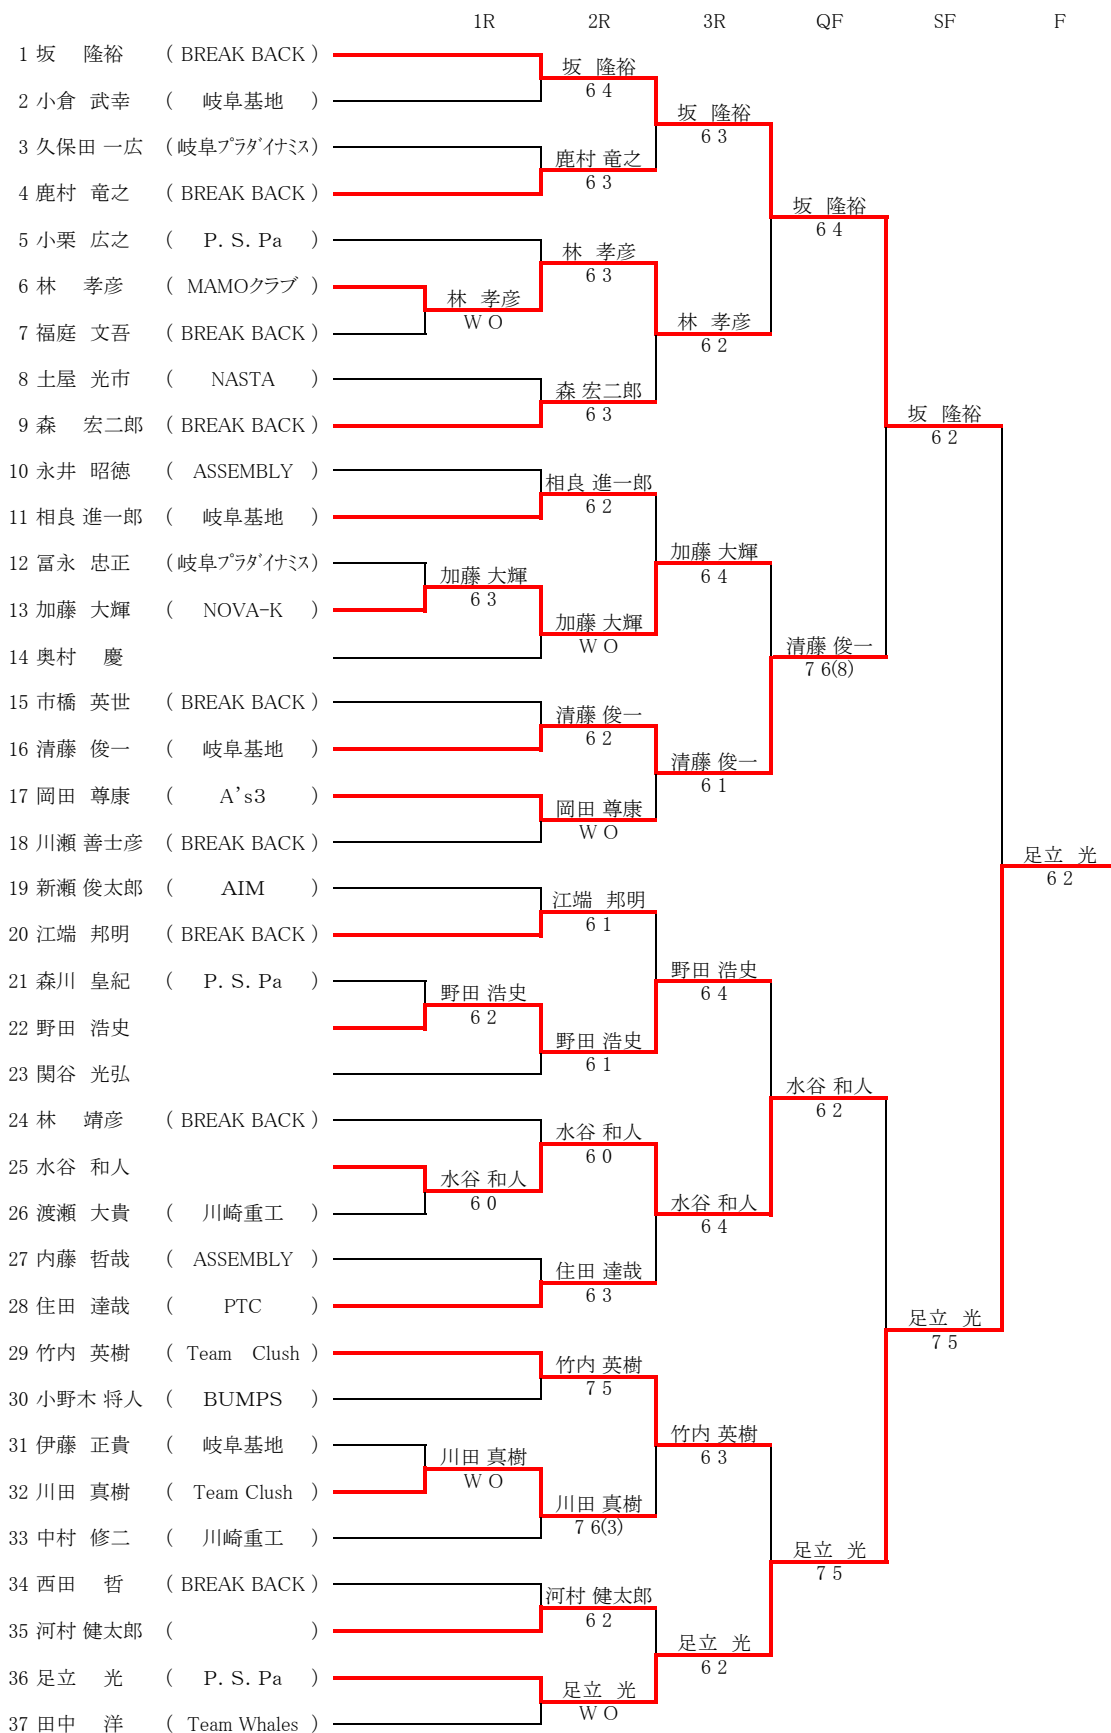 1R 2R 3R QF SF F
1 坂 隆裕 ( BREAK BACK )
2 小倉 武幸 ( 岐阜基地 )
3 久保田 一広 (岐阜プラダイナミス)
4 鹿村 竜之 ( BREAK BACK )
5 小栗 広之 ( P.S.Pa )
6 林 孝彦 ( MAMOクラブ )
7 福庭 文吾 ( BREAK BACK )
8 土屋 光市 ( NASTA )
9 森 宏二郎 ( BREAK BACK )
10 永井 昭徳 ( ASSEMBLY )
11 相良 進一郎 ( 岐阜基地 )
12 冨永 忠正 (岐阜プラダイナミス)
13 加藤 大輝 ( NOVA-K )
14 奥村 慶
15 市橋 英世 ( BREAK BACK )
16 清藤 俊一 ( 岐阜基地 )
17 岡田 尊康 ( A's3 )
18 川瀬 善士彦 ( BREAK BACK )
19 新瀬 俊太郎 ( AIM )
20 江端 邦明 ( BREAK BACK )
21 森川 皇紀 ( P.S.Pa )
22 野田 浩史
23 関谷 光弘
24 林 靖彦 ( BREAK BACK )
25 水谷 和人
26 渡瀬 大貴 ( 川崎重工 )
27 内藤 哲哉 ( ASSEMBLY )
28 住田 達哉 ( PTC )
29 竹内 英樹 ( Team Clush )
30 小野木 将人 ( BUMPS )
31 伊藤 正貴 ( 岐阜基地 )
32 川田 真樹 ( Team Clush )
33 中村 修二 ( 川崎重工 )
34 西田 哲 ( BREAK BACK )
35 河村 健太郎 ( )
36 足立 光 ( P.S.Pa )
37 田中 洋 ( Team Whales )
林 孝彦
W O
加藤 大輝
6 3
野田 浩史
6 2
水谷 和人
6 0
川田 真樹
W O
坂 隆裕
6 4
鹿村 竜之
6 3
林 孝彦
6 3
森 宏二郎
6 3
相良 進一郎
6 2
加藤 大輝
W O
清藤 俊一
6 2
岡田 尊康
W O
江端 邦明
6 1
野田 浩史
6 1
水谷 和人
6 0
住田 達哉
6 3
竹内 英樹
7 5
川田 真樹
7 6(3)
河村 健太郎
6 2
足立 光
W O
坂 隆裕
6 3
林 孝彦
6 2
加藤 大輝
6 4
清藤 俊一
6 1
野田 浩史
6 4
水谷 和人
6 4
竹内 英樹
6 3
足立 光
6 2
坂 隆裕
6 4
清藤 俊一
7 6(8)
水谷 和人
6 2
足立 光
7 5
坂 隆裕
6 2
足立 光
7 5
足立 光
6 2